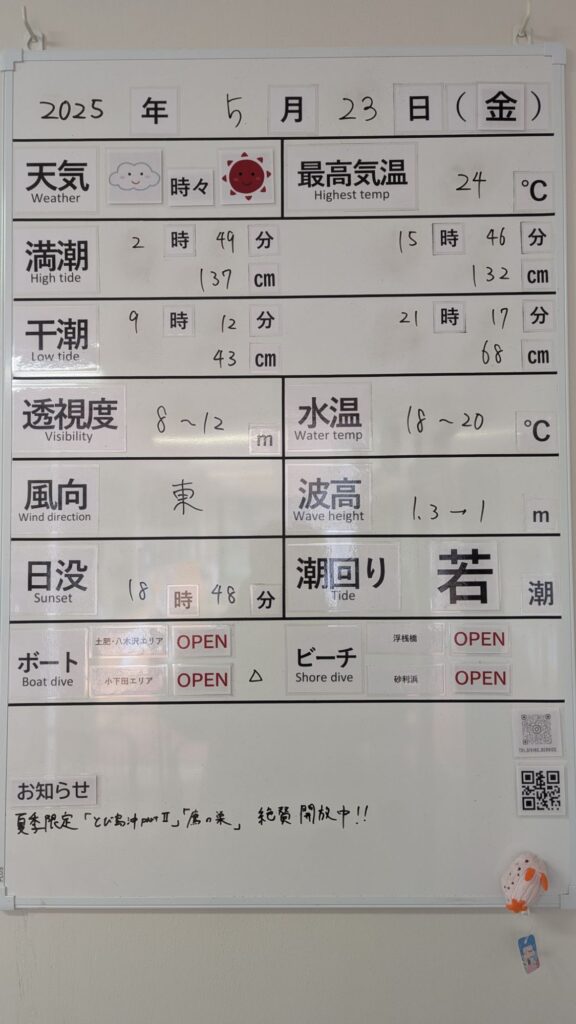 2025 年 5 月 23 日 (金)
天気 時々 最高気温 24 ℃
Weather Highest temp
満潮 2 時 49 分 15 時 46 分
High tide 137 cm 132 cm
干潮 9 時 12 分 21 時 17 分
Low tide 43 cm 68 cm
透視度 8～12 m 水温 18～20 ℃
Visibility Water temp
風向 東 波高 1.3→1 m
Wind direction Wave height
日没 18 時 48 分 潮回り 若 潮
Sunset Tide
ボート 土肥・八木沢エリア OPEN ビーチ 浮桟橋 OPEN
Boat dive 小下田エリア OPEN △ Shore dive 砂利浜 OPEN
お知らせ
夏季限定「とび島沖partⅡ」「鷹の巣」 絶賛開放中!!